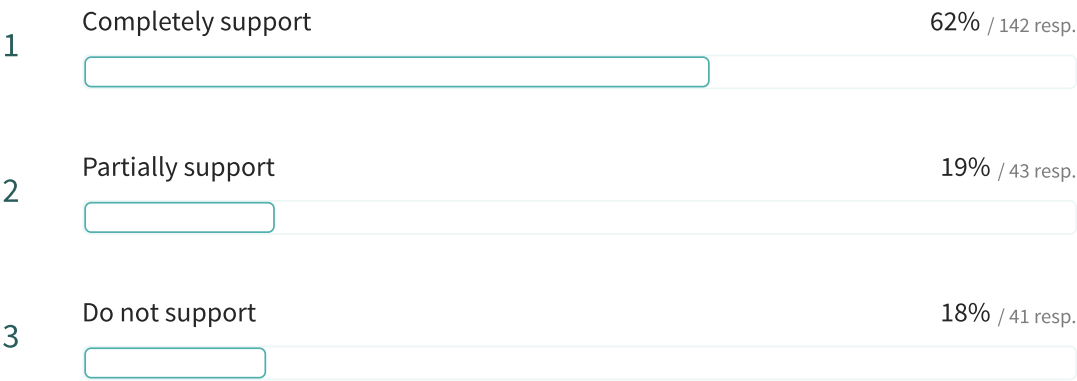 1
Completely support
62% / 142 resp.
2
Partially support
19% / 43 resp.
3
Do not support
18% / 41 resp.